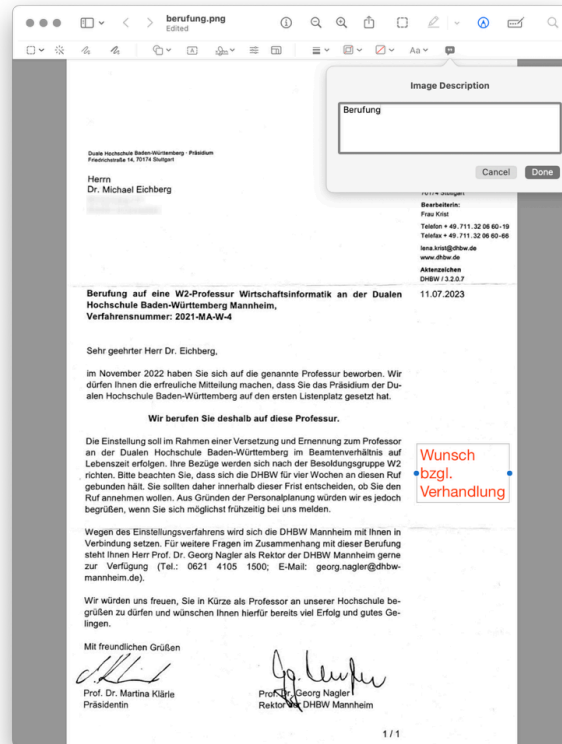 berufung.png
Edited
Aa
Image Description
Berufung
Cancel
Done
Duale Hochschule Baden-Württemberg · Präsidium
Friedrichstraße 14, 70174 Stuttgart
Herrn
Dr. Michael Eichberg
70174 Stuttgart
Bearbeiterin:
Frau Krist
Telefon + 49.711.32 06 60-19
Telefax + 49.711.32 06 60-66
lena.krist@dhbw.de
www.dhbw.de
Aktenzeichen
DHBW / 3.2.0.7
11.07.2023
Berufung auf eine W2-Professur Wirtschaftsinformatik an der Dualen
Hochschule Baden-Württemberg Mannheim,
Verfahrensnummer: 2021-MA-W-4
Sehr geehrter Herr Dr. Eichberg,
im November 2022 haben Sie sich auf die genannte Professur beworben. Wir
dürfen Ihnen die erfreuliche Mitteilung machen, dass Sie das Präsidium der Du-
alen Hochschule Baden-Württemberg auf den ersten Listenplatz gesetzt hat.
Wir berufen Sie deshalb auf diese Professur.
Die Einstellung soll im Rahmen einer Versetzung und Ernennung zum Professor
an der Dualen Hochschule Baden-Württemberg im Beamtenverhältnis auf
Lebenszeit erfolgen. Ihre Bezüge werden sich nach der Besoldungsgruppe W2
richten. Bitte beachten Sie, dass sich die DHBW für vier Wochen an diesen Ruf
gebunden hält. Sie sollten daher innerhalb dieser Frist entscheiden, ob Sie den
Ruf annehmen wollen. Aus Gründen der Personalplanung würden wir es jedoch
begrüßen, wenn Sie sich möglichst frühzeitig bei uns melden.
Wunsch
bzgl.
Verhandlung
Wegen des Einstellungsverfahrens wird sich die DHBW Mannheim mit Ihnen in
Verbindung setzen. Für weitere Fragen im Zusammenhang mit dieser Berufung
steht Ihnen Herr Prof. Dr. Georg Nagler als Rektor der DHBW Mannheim gerne
zur Verfügung (Tel.: 0621 4105 1500; E-Mail: georg.nagler@dhbw-
mannheim.de).
Wir würden uns freuen, Sie in Kürze als Professor an unserer Hochschule be-
grüßen zu dürfen und wünschen Ihnen hierfür bereits viel Erfolg und gutes Ge-
lingen.
Mit freundlichen Grüßen
Prof. Dr. Martina Klärle
Präsidentin
Prof. Dr. Georg Nagler
Rektor der DHBW Mannheim
1 / 1